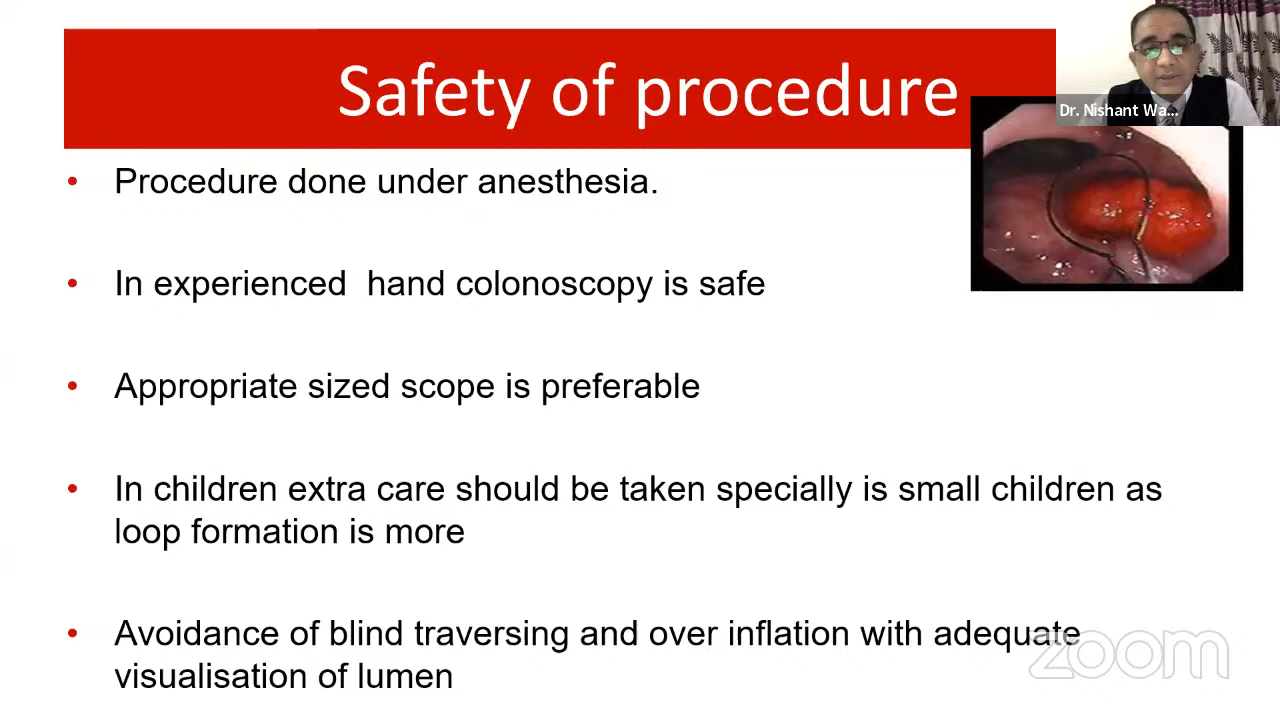 Safety of procedure
Dr. Nishant Wa...
• Procedure done under anesthesia.
• In experienced hand colonoscopy is safe
• Appropriate sized scope is preferable
• In children extra care should be taken specially is small children as
loop formation is more
• Avoidance of blind traversing and over inflation with adequate
visualisation of lumen
zoom